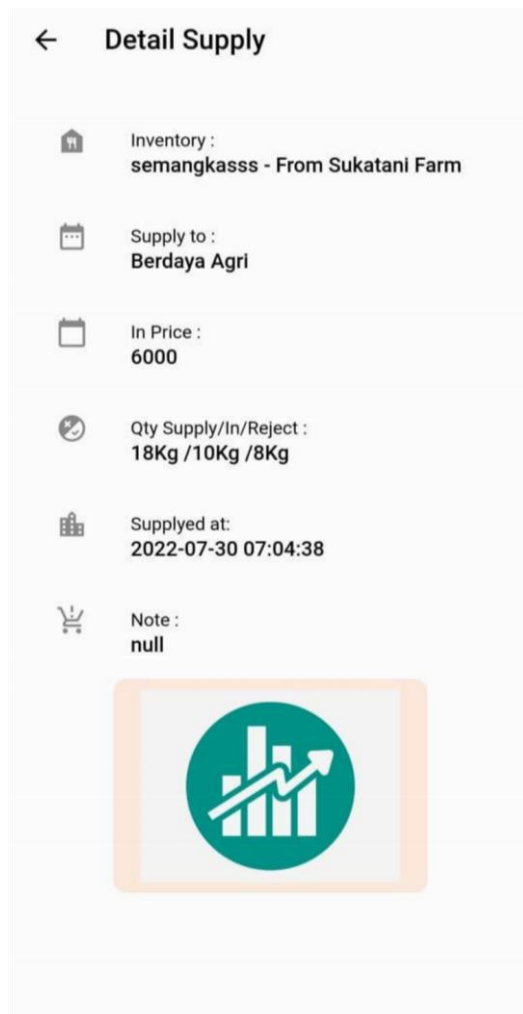 Detail Supply
Inventory :
semangkasss - From Sukatani Farm
Supply to :
Berdaya Agri
In Price :
6000
Qty Supply/In/Reject :
18Kg /10Kg /8Kg
Supplyed at:
2022-07-30 07:04:38
Note :
null